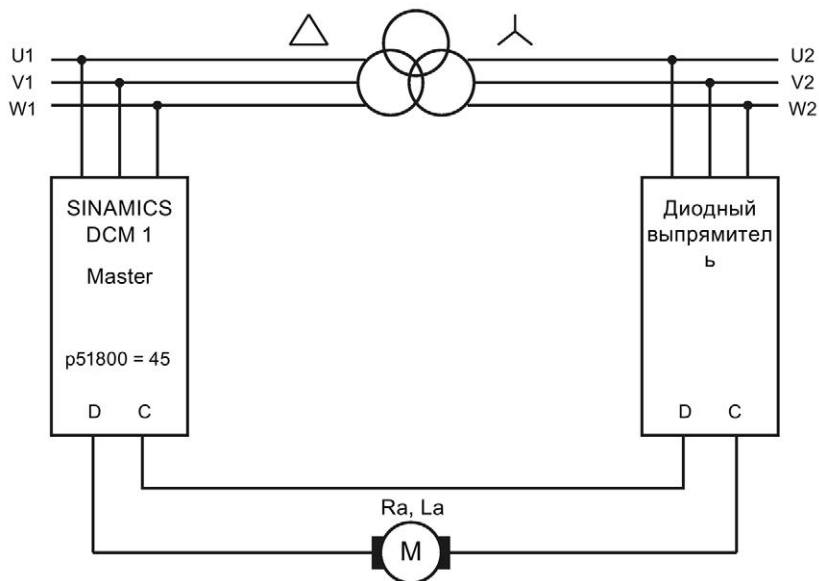 U1
V1
W1
U2
V2
W2
SINAMICS
DCM 1
Master
p51800 = 45
D C
Диодный
выпрямител
ь
D C
Ra, La
M